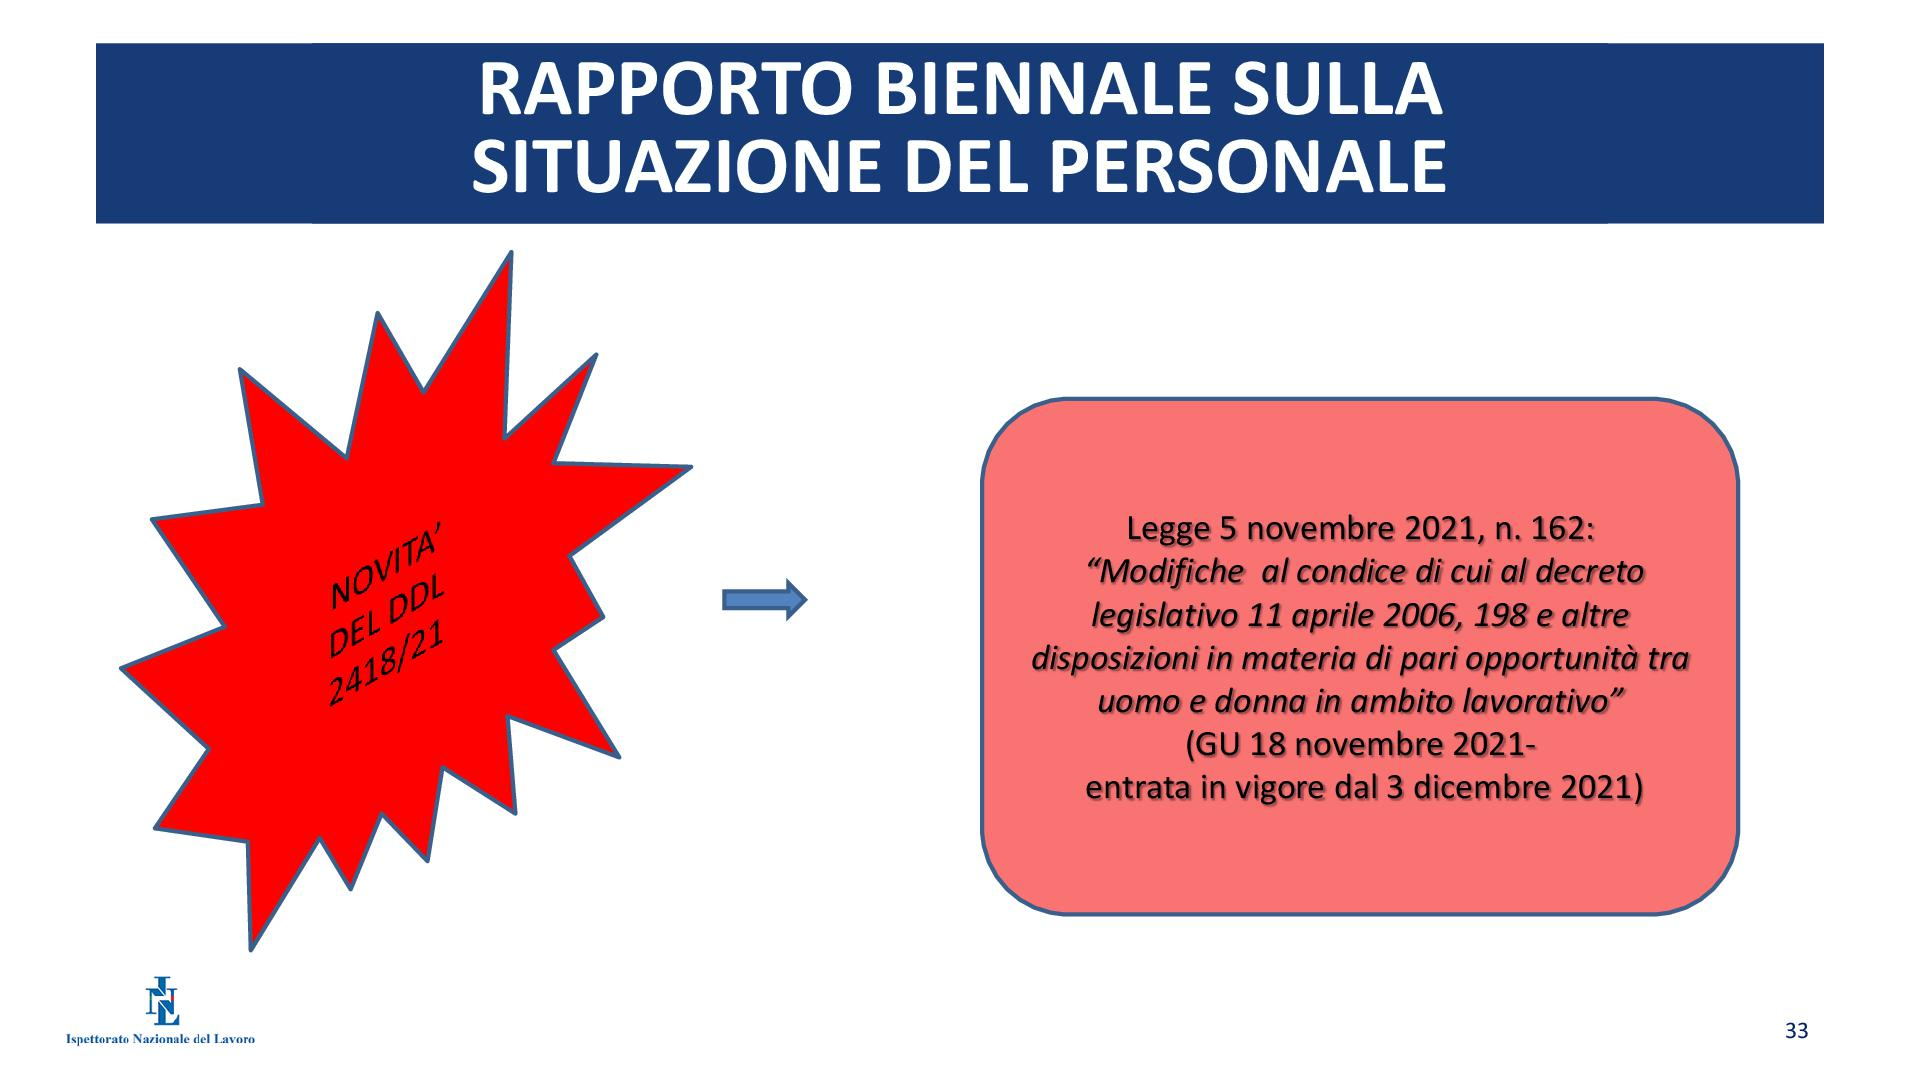 RAPPORTO BIENNALE SULLA
SITUAZIONE DEL PERSONALE
NOVITA’
DEL DDL
2418/21
Legge 5 novembre 2021, n. 162:
“Modifiche  al condice di cui al decreto
legislativo 11 aprile 2006, 198 e altre
disposizioni in materia di pari opportunità tra
uomo e donna in ambito lavorativo”
(GU 18 novembre 2021-
entrata in vigore dal 3 dicembre 2021)
INL
Ispettorato Nazionale del Lavoro
33